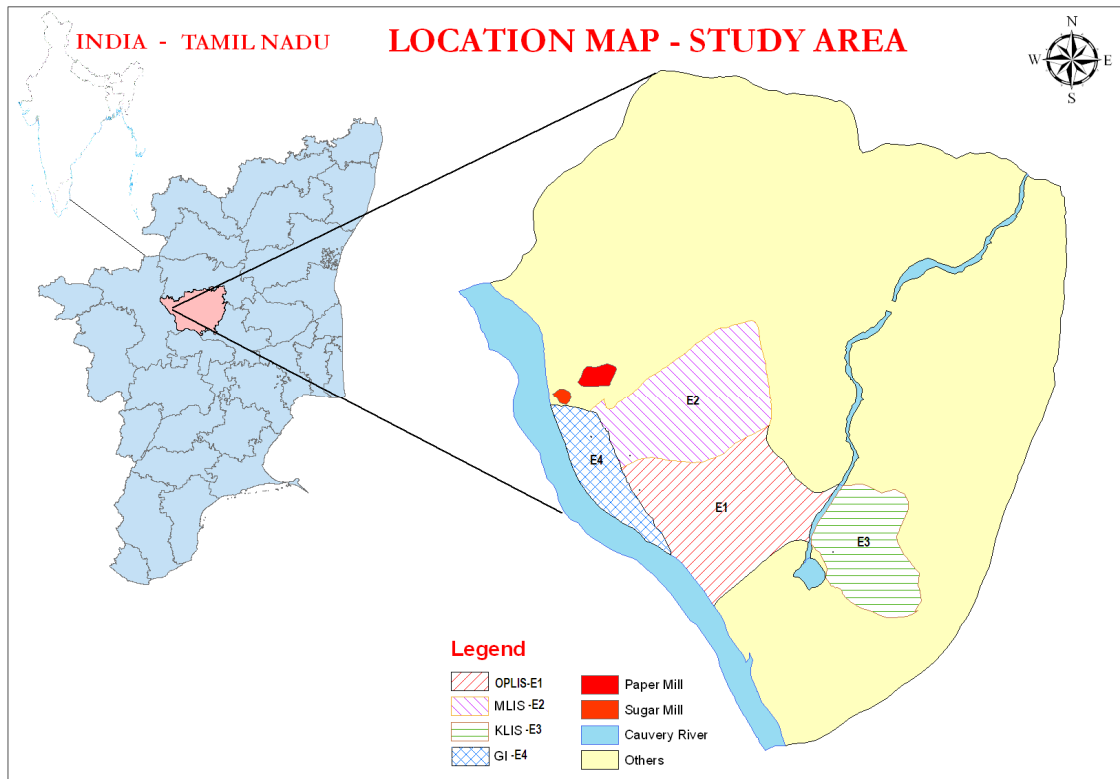 INDIA - TAMIL NADU
LOCATION MAP - STUDY AREA
N
W
E
S
E2
E4
E1
E3
Legend
OPLIS-E1
MLIS -E2
KLIS -E3
GI -E4
Paper Mill
Sugar Mill
Cauvery River
Others